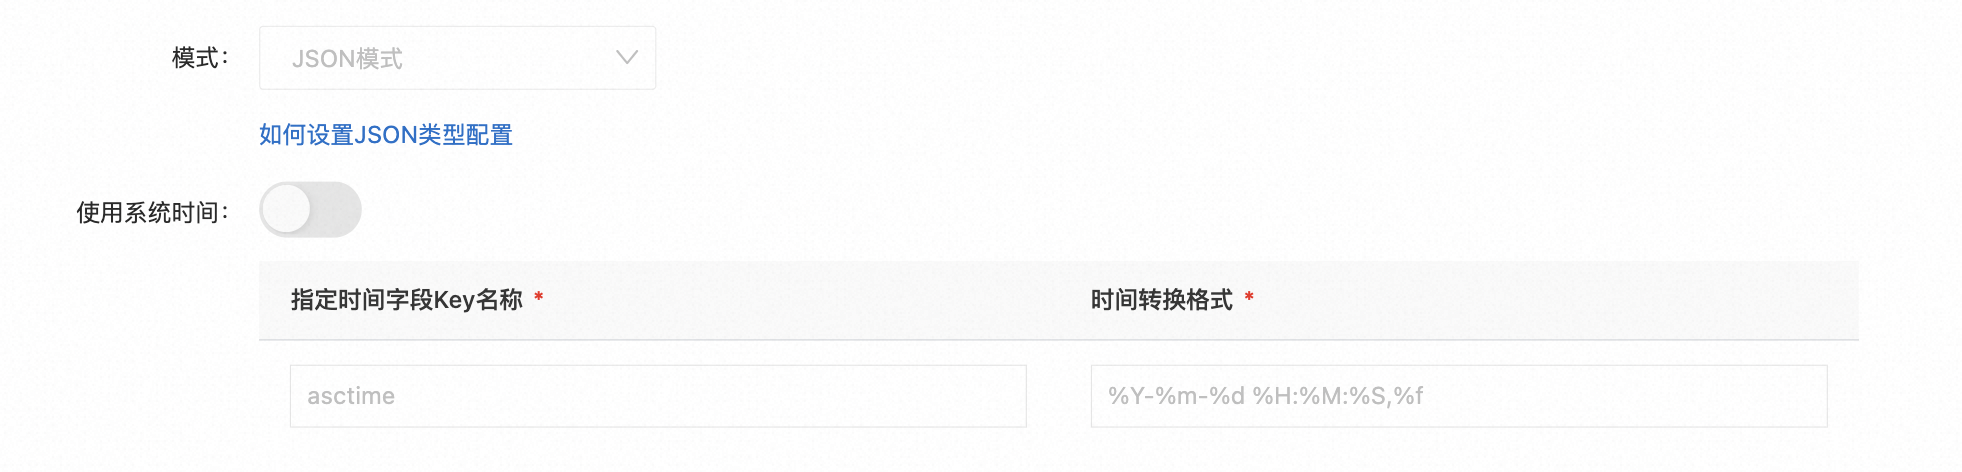 模式：
JSON模式
如何设置JSON类型配置
使用系统时间：
指定时间字段Key名称 *
时间转换格式 *
asctime
%Y-%m-%d %H:%M:%S,%f